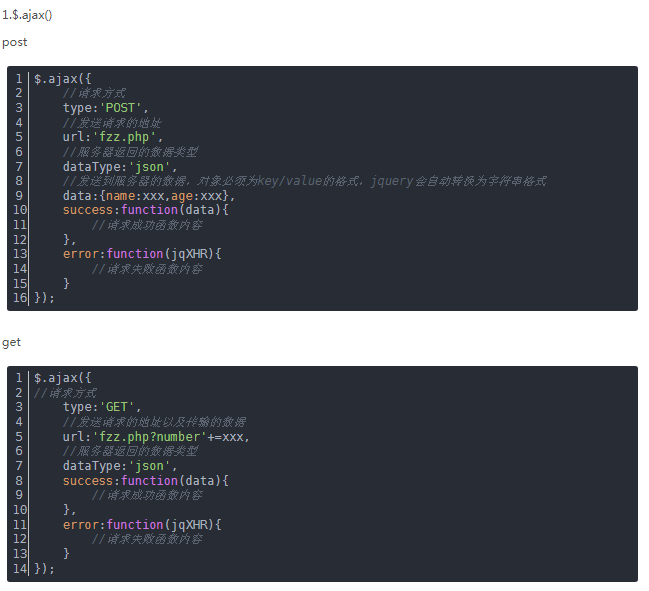 1.$.ajax()
post
1 $.ajax({
2     //请求方式
3     type:'POST',
4     //发送请求的地址
5     url:'fzz.php',
6     //服务器返回的数据类型
7     dataType:'json',
8     //发送到服务器的数据，对象必须为key/value的格式，jquery会自动转换为字符串格式
9     data:{name:xxx,age:xxx},
10     success:function(data){
11         //请求成功函数内容
12     },
13     error:function(jqXHR){
14         //请求失败函数内容
15     }
16 });
get
1 $.ajax({
2 //请求方式
3     type:'GET',
4     //发送请求的地址以及传输的数据
5     url:'fzz.php?number'+=xxx,
6     //服务器返回的数据类型
7     dataType:'json',
8     success:function(data){
9         //请求成功函数内容
10     },
11     error:function(jqXHR){
12         //请求失败函数内容
13     }
14 });